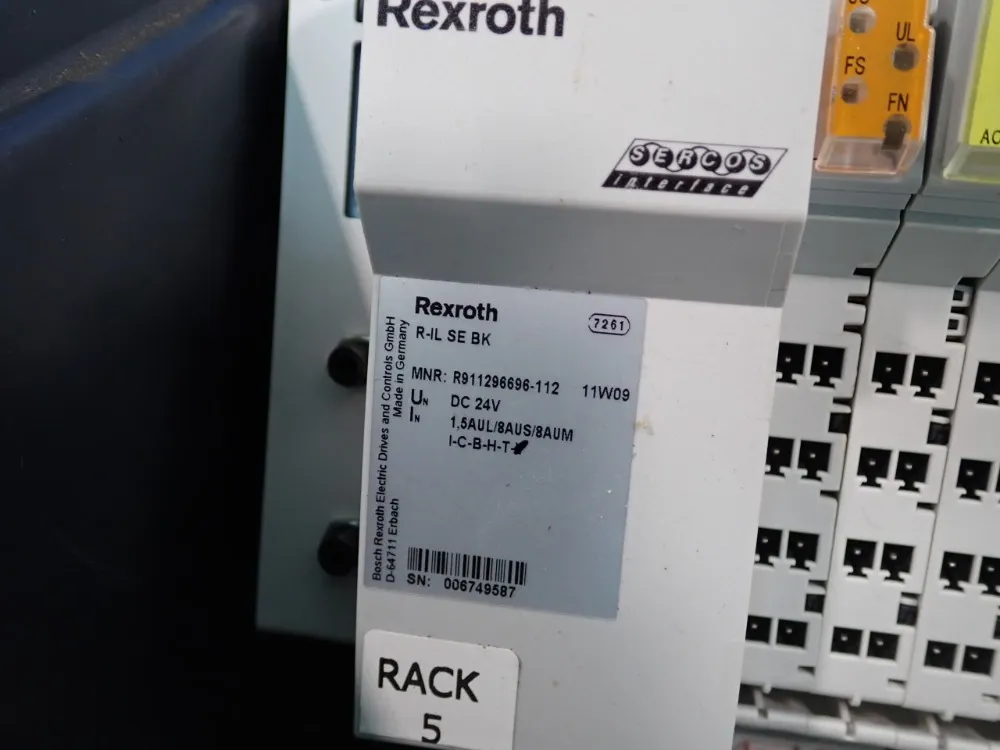 Rexroth
SERCOS
interface
UL
FS
FN
Rexroth
7261
R-IL SE BK
MNR: R911296696-112 11W09
UN DC 24V
IN 1,5AUL/8AUS/8AUM
I-C-B-H-T
Bosch Rexroth Electric Drives and Controls GmbH
D-64711 Erbach Made in Germany
SN: 006749587
RACK
5